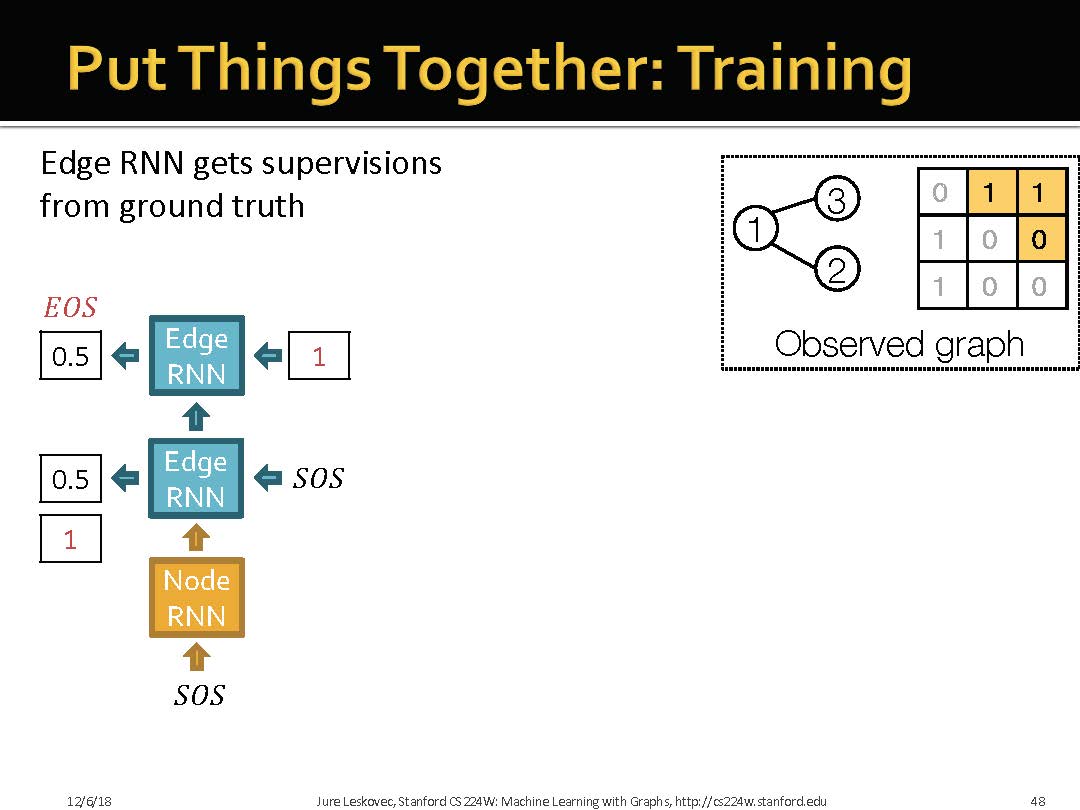 Put Things Together: Training
Edge RNN gets supervisions
from ground truth
EOS
0.5
Edge
RNN
1
0.5
Edge
RNN
SOS
1
Node
RNN
SOS
1
3
2
0 1 1
1 0 0
1 0 0
Observed graph
12/6/18
Jure Leskovec, Stanford CS224W: Machine Learning with Graphs, http://cs224w.stanford.edu
48